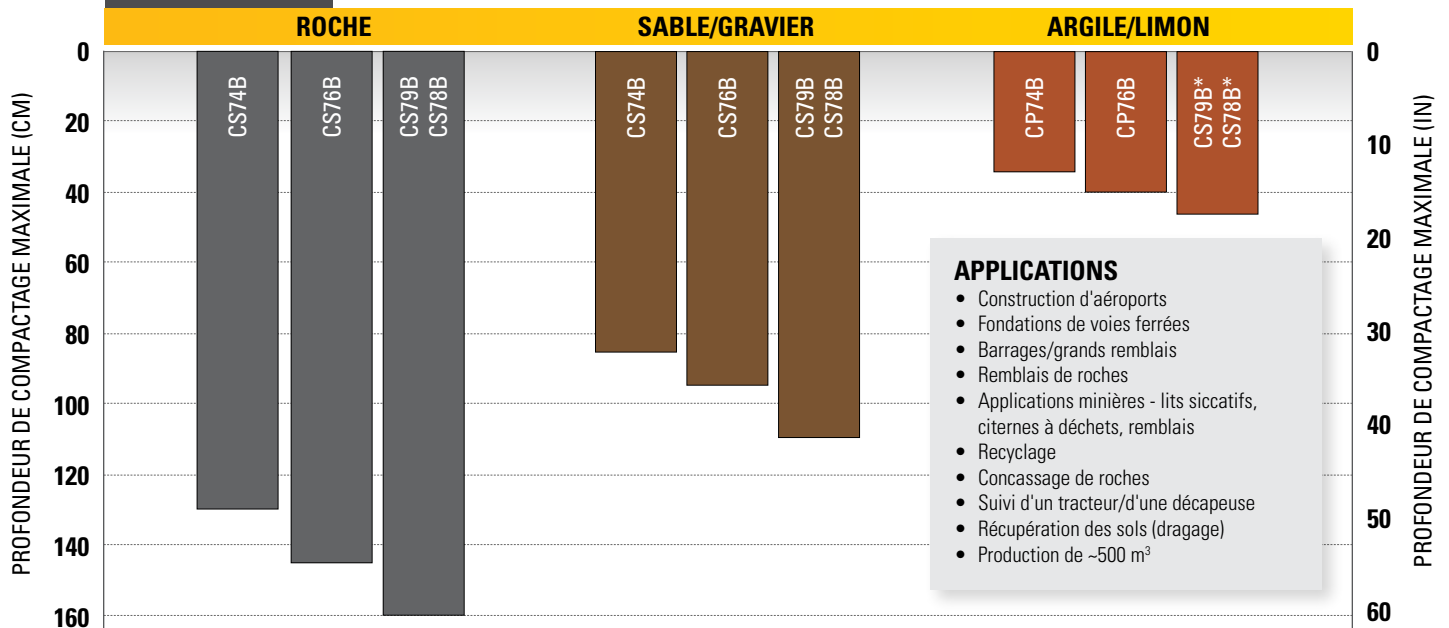 ROCHE
SABLE/GRAVIER
ARGILE/LIMON
PROFONDEUR DE COMPACTAGE MAXIMALE (CM)
0
20
40
60
80
100
120
140
160
CS74B
CS76B
CS79B
CS78B
CS74B
CS76B
CS79B
CS78B
CP74B
CP76B
CS79B*
CS78B*
APPLICATIONS
• Construction d'aéroports
• Fondations de voies ferrées
• Barrages/grands remblais
• Remblais de roches
• Applications minières - lits siccatifs,
citernes à déchets, remblais
• Recyclage
• Concassage de roches
• Suivi d'un tracteur/d'une décapeuse
• Récupération des sols (dragage)
• Production de ~500 m³
0
10
20
30
40
50
60
PROFONDEUR DE COMPACTAGE MAXIMALE (IN)